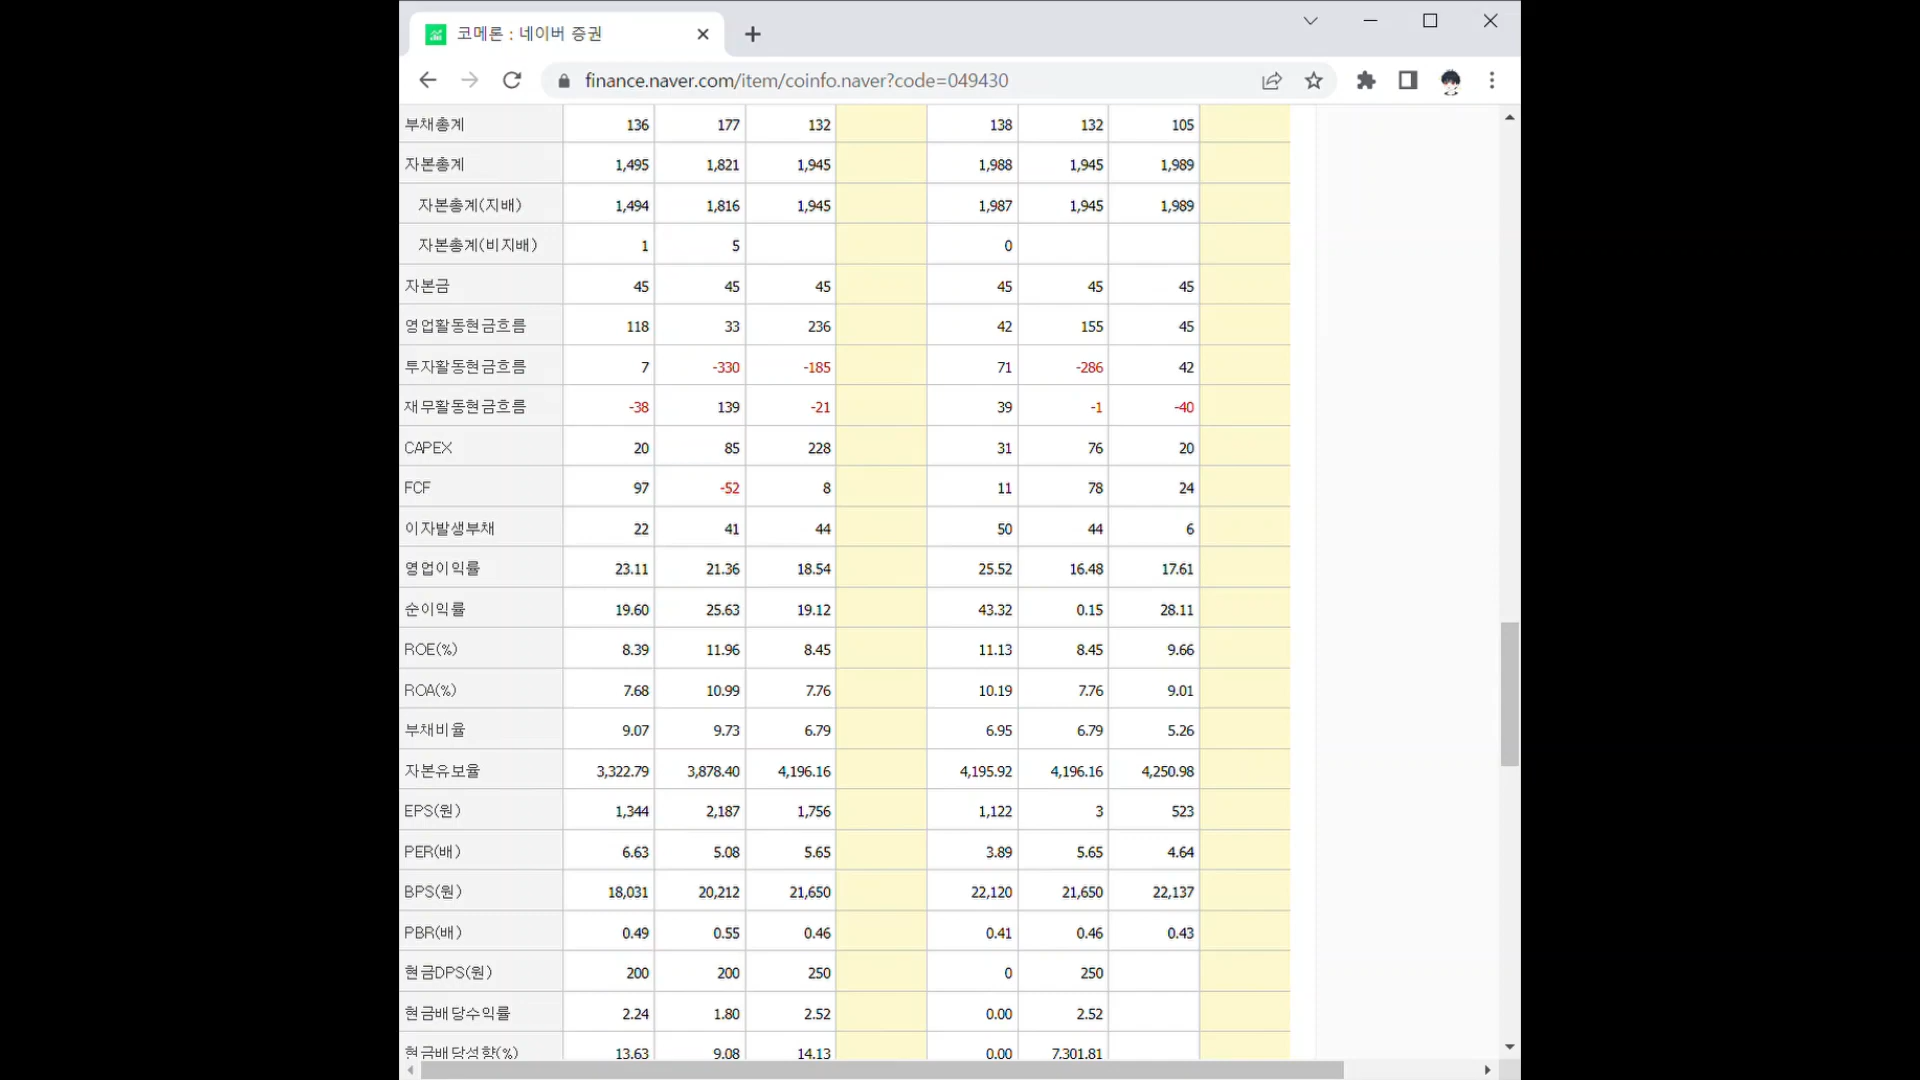 코메론 : 네이버 증권
finance.naver.com/item/coinfo.naver?code=049430
부채총계 136 177 132 138 132 105
자본총계 1,495 1,821 1,945 1,988 1,945 1,989
자본총계(지배) 1,494 1,816 1,945 1,987 1,945 1,989
자본총계(비지배) 1 5 0
자본금 45 45 45 45 45 45
영업활동현금흐름 118 33 236 42 155 45
투자활동현금흐름 7 -330 -185 71 -286 42
재무활동현금흐름 -38 139 -21 39 -1 -40
CAPEX 20 85 228 31 76 20
FCF 97 -52 8 11 78 24
이자발생부채 22 41 44 50 44 6
영업이익률 23.11 21.36 18.54 25.52 16.48 17.61
순이익률 19.60 25.63 19.12 43.32 0.15 28.11
ROE(%) 8.39 11.96 8.45 11.13 8.45 9.66
ROA(%) 7.68 10.99 7.76 10.19 7.76 9.01
부채비율 9.07 9.73 6.79 6.95 6.79 5.26
자본유보율 3,322.79 3,878.40 4,196.16 4,195.92 4,196.16 4,250.98
EPS(원) 1,344 2,187 1,756 1,122 3 523
PER(배) 6.63 5.08 5.65 3.89 5.65 4.64
BPS(원) 18,031 20,212 21,650 22,120 21,650 22,137
PBR(배) 0.49 0.55 0.46 0.41 0.46 0.43
현금DPS(원) 200 200 250 0 250
현금배당수익률 2.24 1.80 2.52 0.00 2.52
현금배당성향(%) 13.63 9.08 14.13 0.00 7,301.81